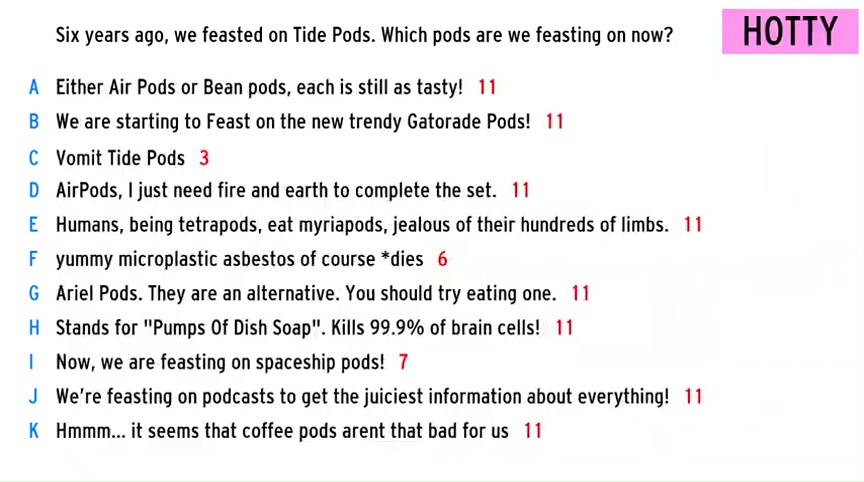 Six years ago, we feasted on Tide Pods. Which pods are we feasting on now?
HOTTY
A Either Air Pods or Bean pods, each is still as tasty! 11
B We are starting to Feast on the new trendy Gatorade Pods! 11
C Vomit Tide Pods 3
D AirPods, I just need fire and earth to complete the set. 11
E Humans, being tetrapods, eat myriapods, jealous of their hundreds of limbs. 11
F yummy microplastic asbestos of course *dies 6
G Ariel Pods. They are an alternative. You should try eating one. 11
H Stands for "Pumps Of Dish Soap". Kills 99.9% of brain cells! 11
I Now, we are feasting on spaceship pods! 7
J We're feasting on podcasts to get the juiciest information about everything! 11
K Hmmm... it seems that coffee pods arent that bad for us 11